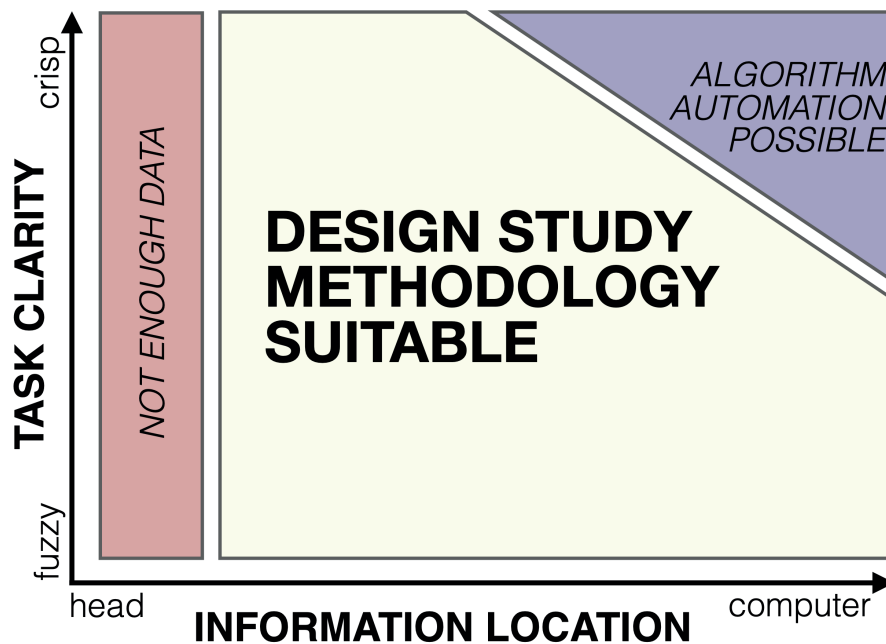 crisp
TASK CLARITY
fuzzy
NOT ENOUGH DATA
DESIGN STUDY
METHODOLOGY
SUITABLE
ALGORITHM
AUTOMATION
POSSIBLE
head
INFORMATION LOCATION
computer